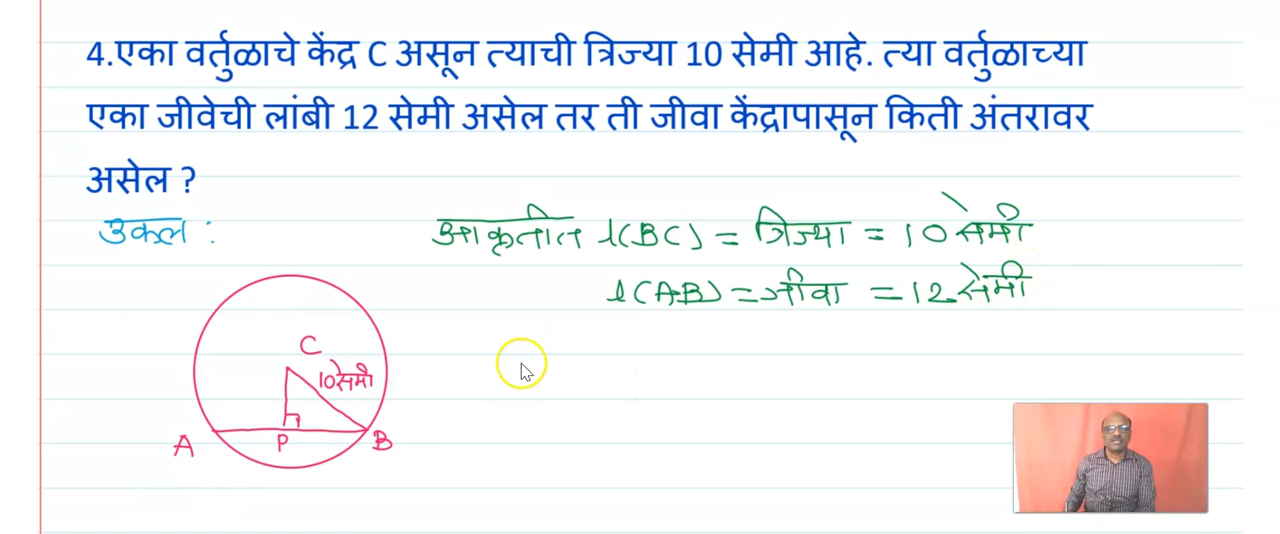 4.एका वर्तुळाचे केंद्र C असून त्याची त्रिज्या 10 सेमी आहे. त्या वर्तुळाच्या
एका जीवेची लांबी 12 सेमी असेल तर ती जीवा केंद्रापासून किती अंतरावर
असेल ?
उकल :
आकृतीत l(BC) = त्रिज्या = 10 सेमी
l(AB) = जीवा = 12 सेमी
C
10 सेमी
A P B